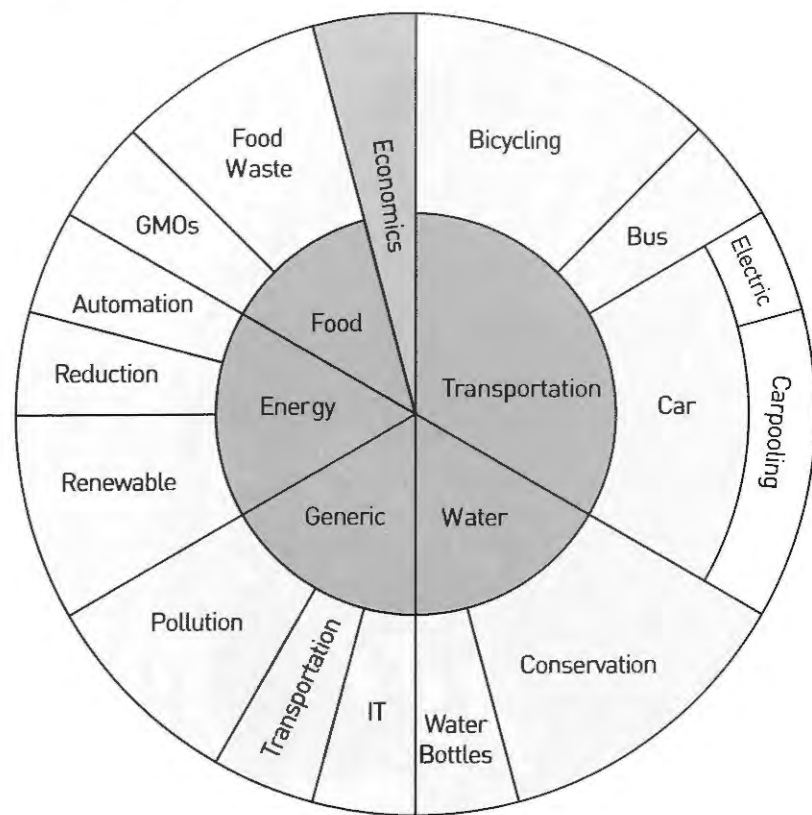 Food
Waste
Economics
Bicycling
GMOs
Bus
Electric
Automation
Food
Reduction
Energy
Transportation
Car
Carpooling
Renewable
Generic
Water
Pollution
Transportation
IT
Water
Bottles
Conservation